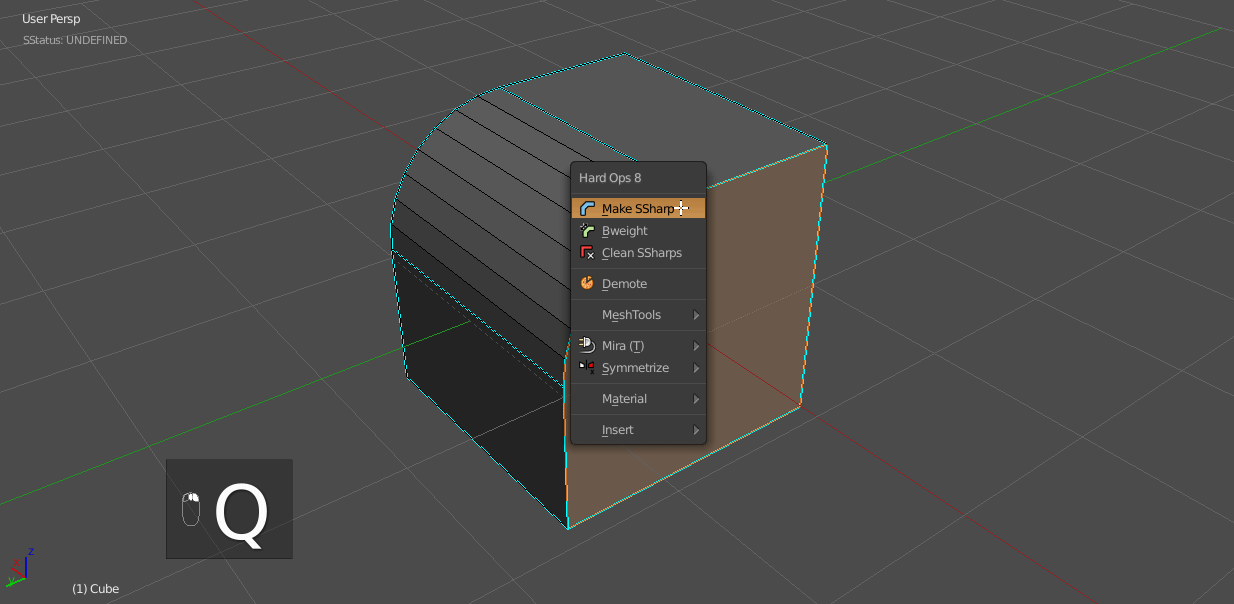 User Persp
SStatus: UNDEFINED
Hard Ops 8
Make SSharp
Bweight
Clean SSharps
Demote
MeshTools
Mira (T)
Symmetrize
Material
Insert
Q
z
x
y
(1) Cube